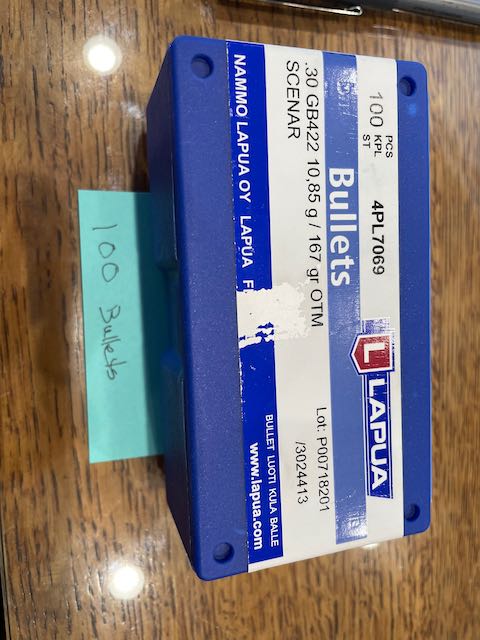 100 PCS
KPL
ST
4PL7069
LAPUA
Bullets
.30 GB422 10,85 g / 167 gr OTM
SCENAR
Lot: P00718201
/3024413
NAMMO LAPUA OY LAPUA
BULLET LUOTI KULA BALLE
www.lapua.com
100 Bullets